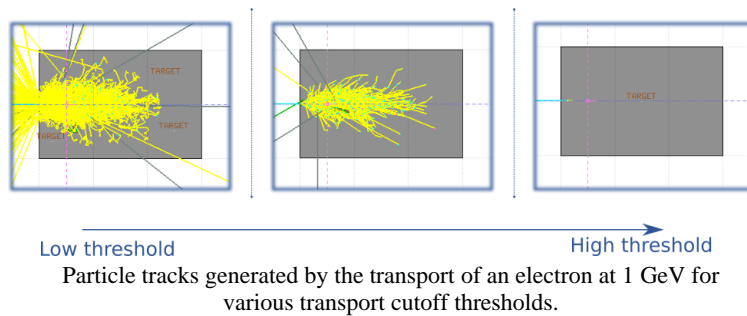 TARGET
TARGET
TARGET
TARGET
Low threshold
High threshold
Particle tracks generated by the transport of an electron at 1 GeV for
various transport cutoff thresholds.